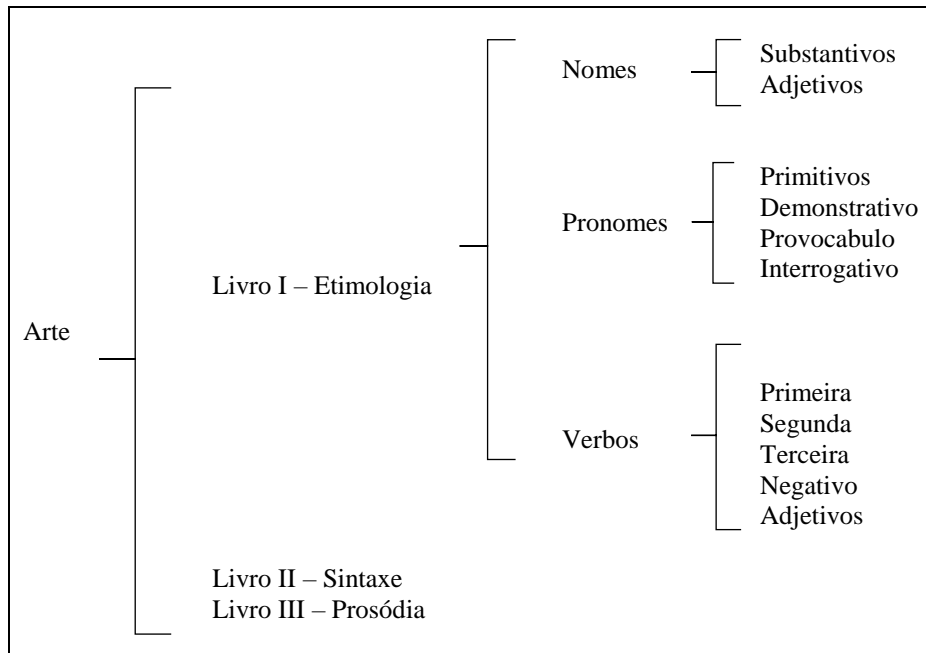 Arte
Livro I – Etimologia
Nomes
Substantivos
Adjetivos
Pronomes
Primitivos
Demonstrativo
Provocabulo
Interrogativo
Verbos
Primeira
Segunda
Terceira
Negativo
Adjetivos
Livro II – Sintaxe
Livro III – Prosódia